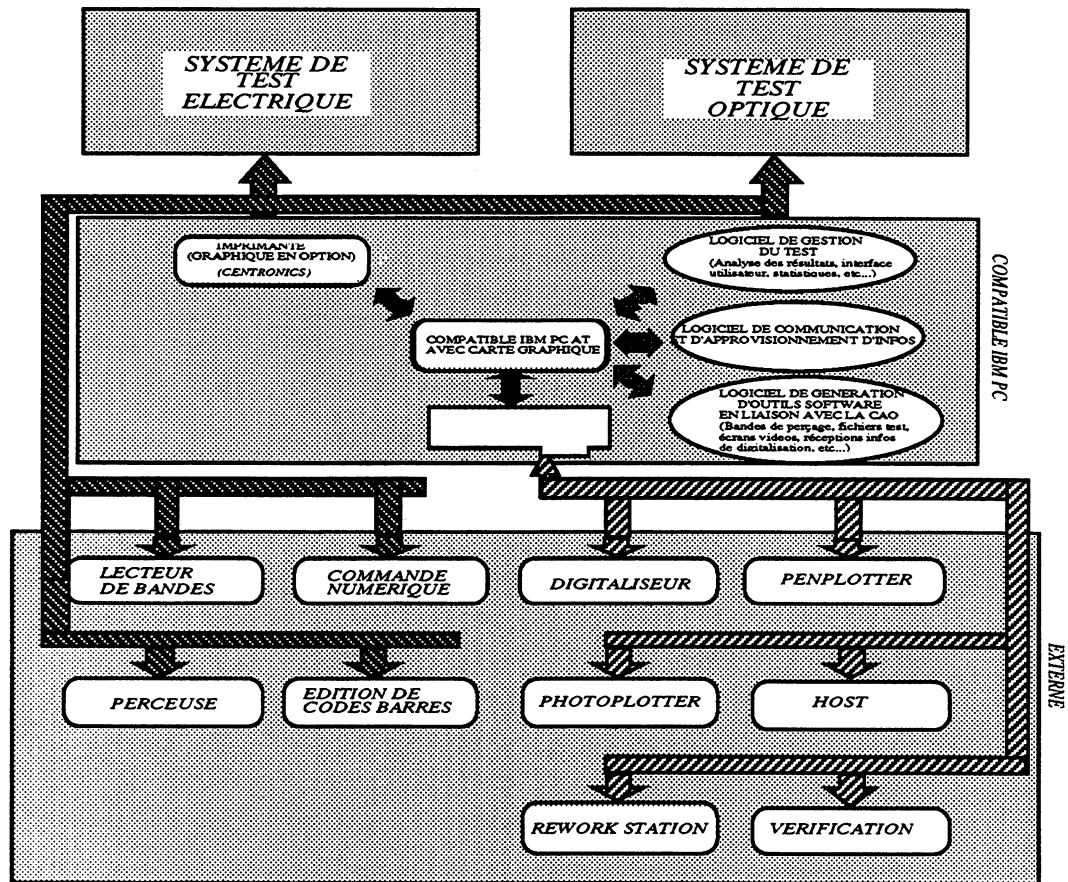 SYSTEME DE
TEST
ELECTRIQUE
SYSTEME DE
TEST
OPTIQUE
IMPRIMANTE
(GRAPHIQUE EN OPTION)
(CENTRONICS)
LOGICIEL DE GESTION
DU TEST
(Analyse des résultats, interface
utilisateur, statistiques, etc...)
COMPATIBLE IBM PC AT
AVEC CARTE GRAPHIQUE
LOGICIEL DE COMMUNICATION
ET D'APPROVISIONNEMENT D'INFOS
LOGICIEL DE GENERATION
D'OUTILS SOFTWARE
EN LIAISON AVEC LA CAO
(Bandes de perçage, fichiers test,
écrans videos, réceptions infos
de digitalisation, etc...)
COMPATIBLE IBM PC
LECTEUR
DE BANDES
COMMANDE
NUMERIQUE
DIGITALISEUR
PENPLOTTER
PERCEUSE
EDITION DE
CODES BARRES
PHOTOPLOTTER
HOST
EXTERNE
REWORK STATION
VERIFICATION